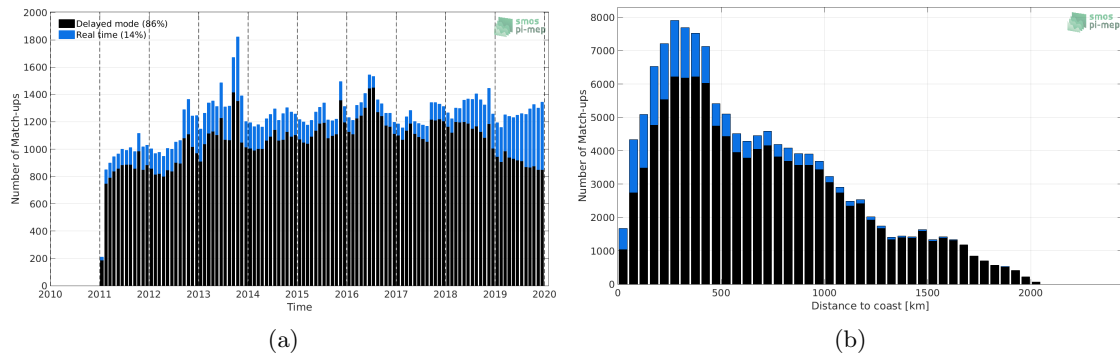 Delayed mode (86%)
Real time (14%)
smos
pi-mep
Number of Match-ups
2000
1800
1600
1400
1200
1000
800
600
400
200
0
2010 2011 2012 2013 2014 2015 2016 2017 2018 2019 2020
Time
(a)
smos
pi-mep
Number of Match-ups
8000
7000
6000
5000
4000
3000
2000
1000
0
0 500 1000 1500 2000
Distance to coast [km]
(b)